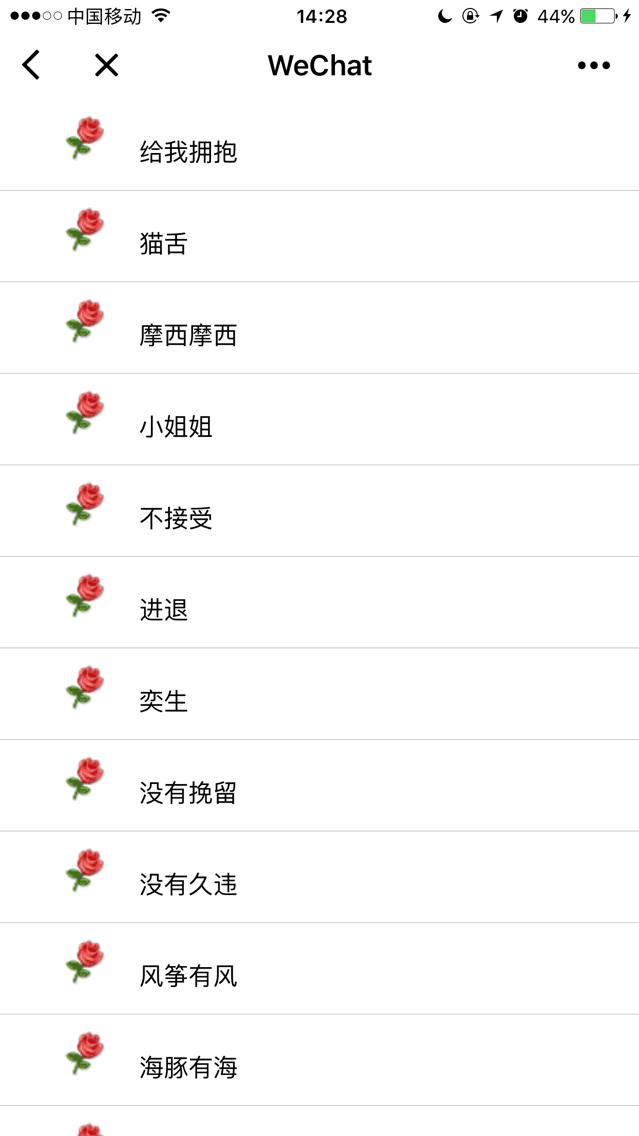 中国移动 14:28 44%
WeChat
给我拥抱
猫舌
摩西摩西
小姐姐
不接受
进退
奕生
没有挽留
没有久违
风筝有风
海豚有海